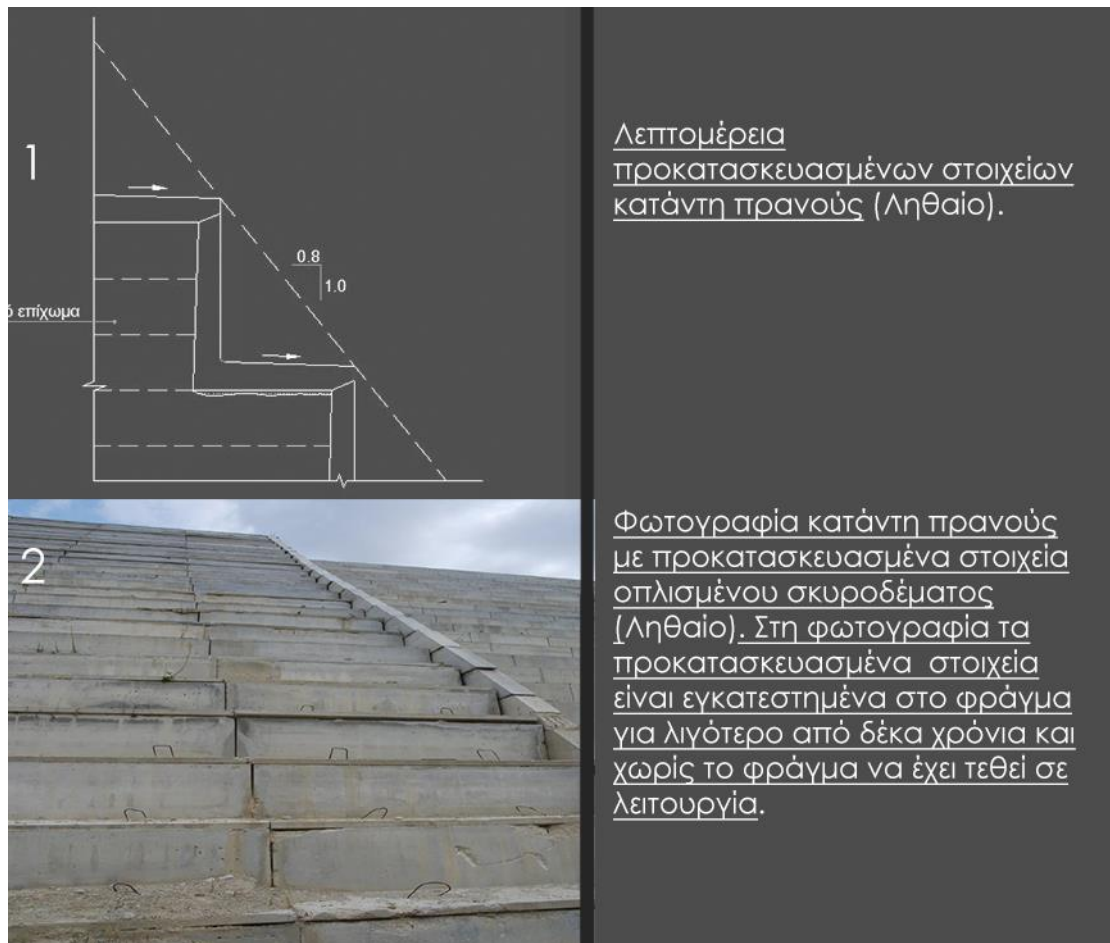 1
Λεπτομέρεια
προκατασκευασμένων στοιχείων
κατάντη πρανούς (Ληθαίο).
0.8
1.0
επίχωμα
2
Φωτογραφία κατάντη πρανούς
με προκατασκευασμένα στοιχεία
οπλισμένου σκυροδέματος
(Ληθαίο). Στη φωτογραφία τα
προκατασκευασμένα στοιχεία
είναι εγκατεστημένα στο φράγμα
για λιγότερο από δέκα χρόνια και
χωρίς το φράγμα να έχει τεθεί σε
λειτουργία.